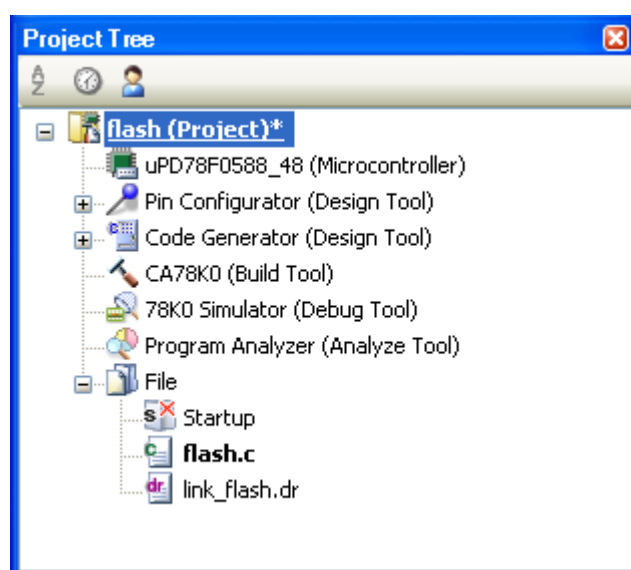 Project Tree
A
Z
flash (Project)*
uPD78F0588_48 (Microcontroller)
Pin Configurator (Design Tool)
Code Generator (Design Tool)
CA78K0 (Build Tool)
78K0 Simulator (Debug Tool)
Program Analyzer (Analyze Tool)
File
S Startup
C flash.c
dr link_flash.dr